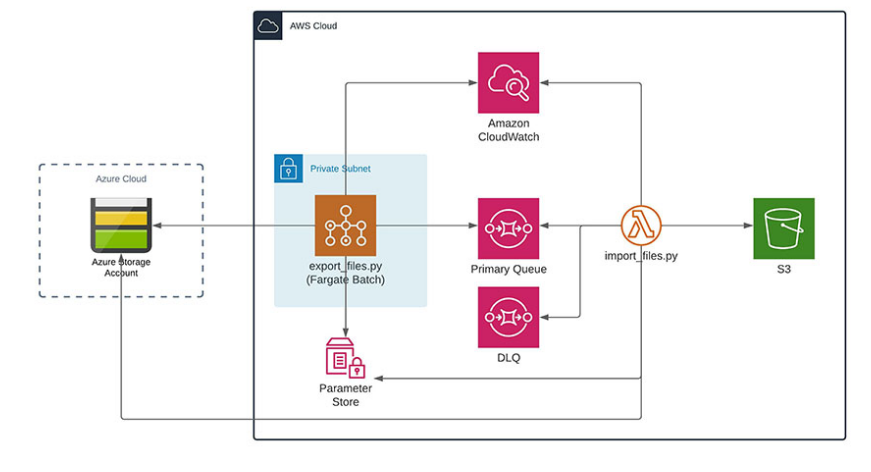 AWS Cloud
Amazon
CloudWatch
Private Subnet
Azure Cloud
Azure Storage
Account
export_files.py
(Fargate Batch)
Primary Queue
import_files.py
S3
DLQ
Parameter
Store